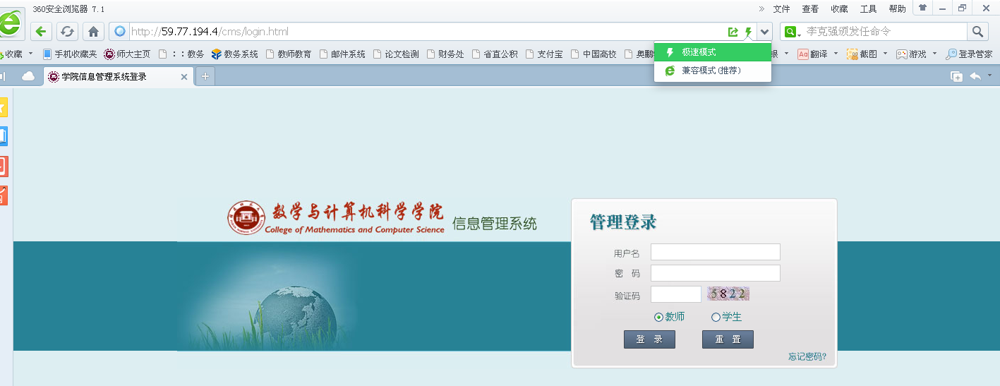 360安全浏览器 7.1
» 文件 查看 收藏 工具 帮助
http://59.77.194.4/cms/login.html
李克强颁发任命令
收藏 手机收藏夹 师大主页 ：：教务 教务系统 教师教育 邮件系统 论文检测 财务处 省直公积 支付宝 中国高校 奥鹏 银 翻译 截图 游戏 登录管家
极速模式
兼容模式(推荐)
学院信息管理系统登录
数学与计算机科学学院
College of Mathematics and Computer Science
信息管理系统
管理登录
用户名
密 码
验证码 5822
教师 学生
登 录 重 置
忘记密码?